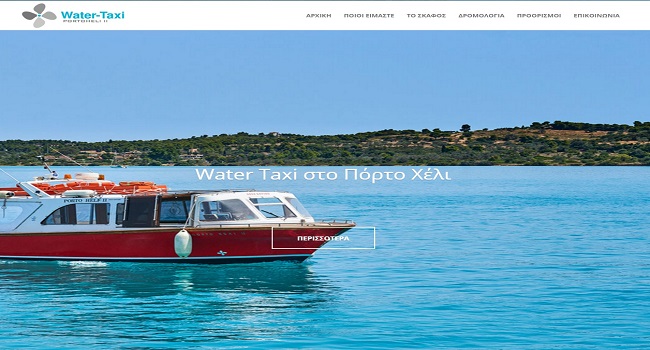 Water-Taxi
PORTOHELI II
ΑΡΧΙΚΗ ΠΟΙΟΙ ΕΙΜΑΣΤΕ ΤΟ ΣΚΑΦΟΣ ΔΡΟΜΟΛΟΓΙΑ ΠΡΟΟΡΙΣΜΟΙ ΕΠΙΚΟΙΝΩΝΙΑ
Water Taxi στο Πόρτο Χέλι
PORTO HELI II
ΠΕΡΙΣΣΟΤΕΡΑ